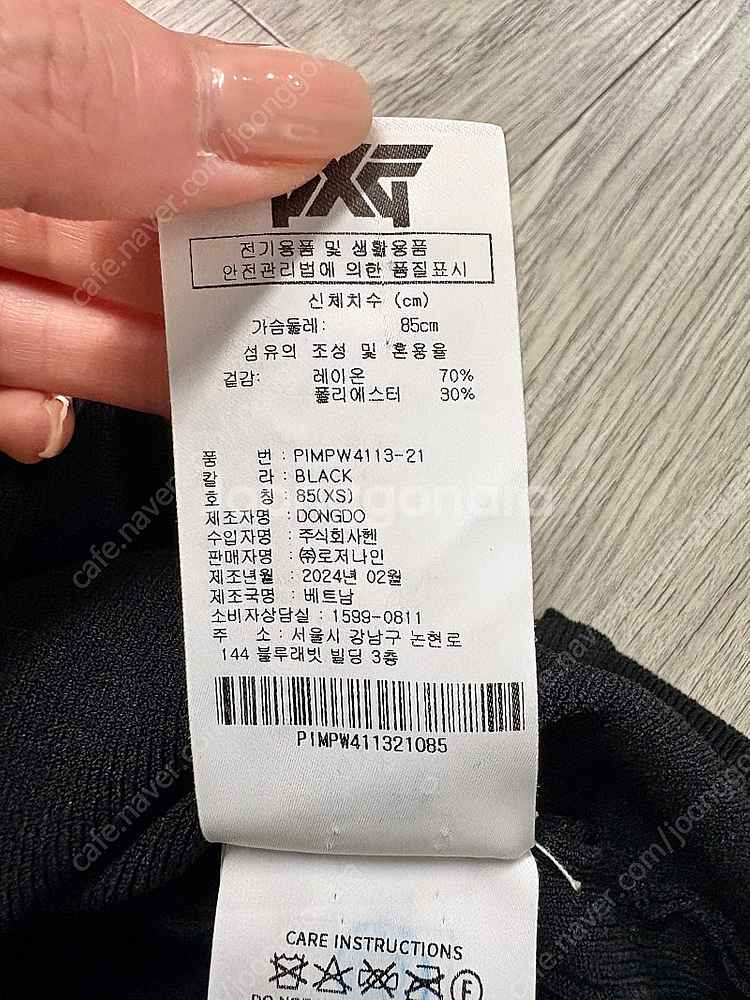 PXG
전기용품 및 생활용품
안전관리법에 의한 품질표시
신체치수 (cm)
가슴둘레: 85cm
섬유의 조성 및 혼용율
겉감: 레이온 70%
폴리에스터 30%
품 번 : PIMPW4113-21
칼 라 : BLACK
호 칭 : 85(XS)
제조자명 : DONGDO
수입자명 : 주식회사헨
판매자명 : ㈜로저나인
제조년월 : 2024년 02월
제조국명 : 베트남
소비자상담실 : 1599-0811
주 소 : 서울시 강남구 논현로
144 블루래빗 빌딩 3층
PIMPW411321085
CARE INSTRUCTIONS
F
joonggonara
cafe.naver.com/joonggonara